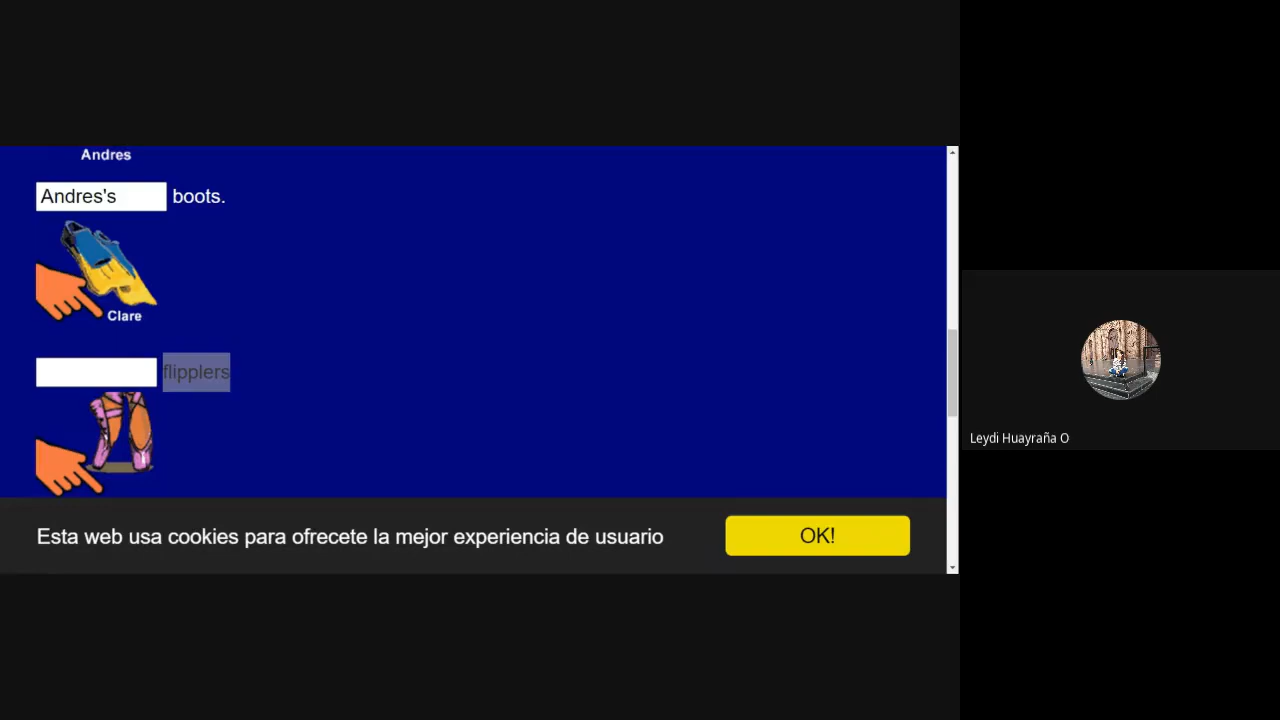 Andres
Andres's boots.
Clare
flipplers
Esta web usa cookies para ofrecete la mejor experiencia de usuario
OK!
Leydi Huayraña O